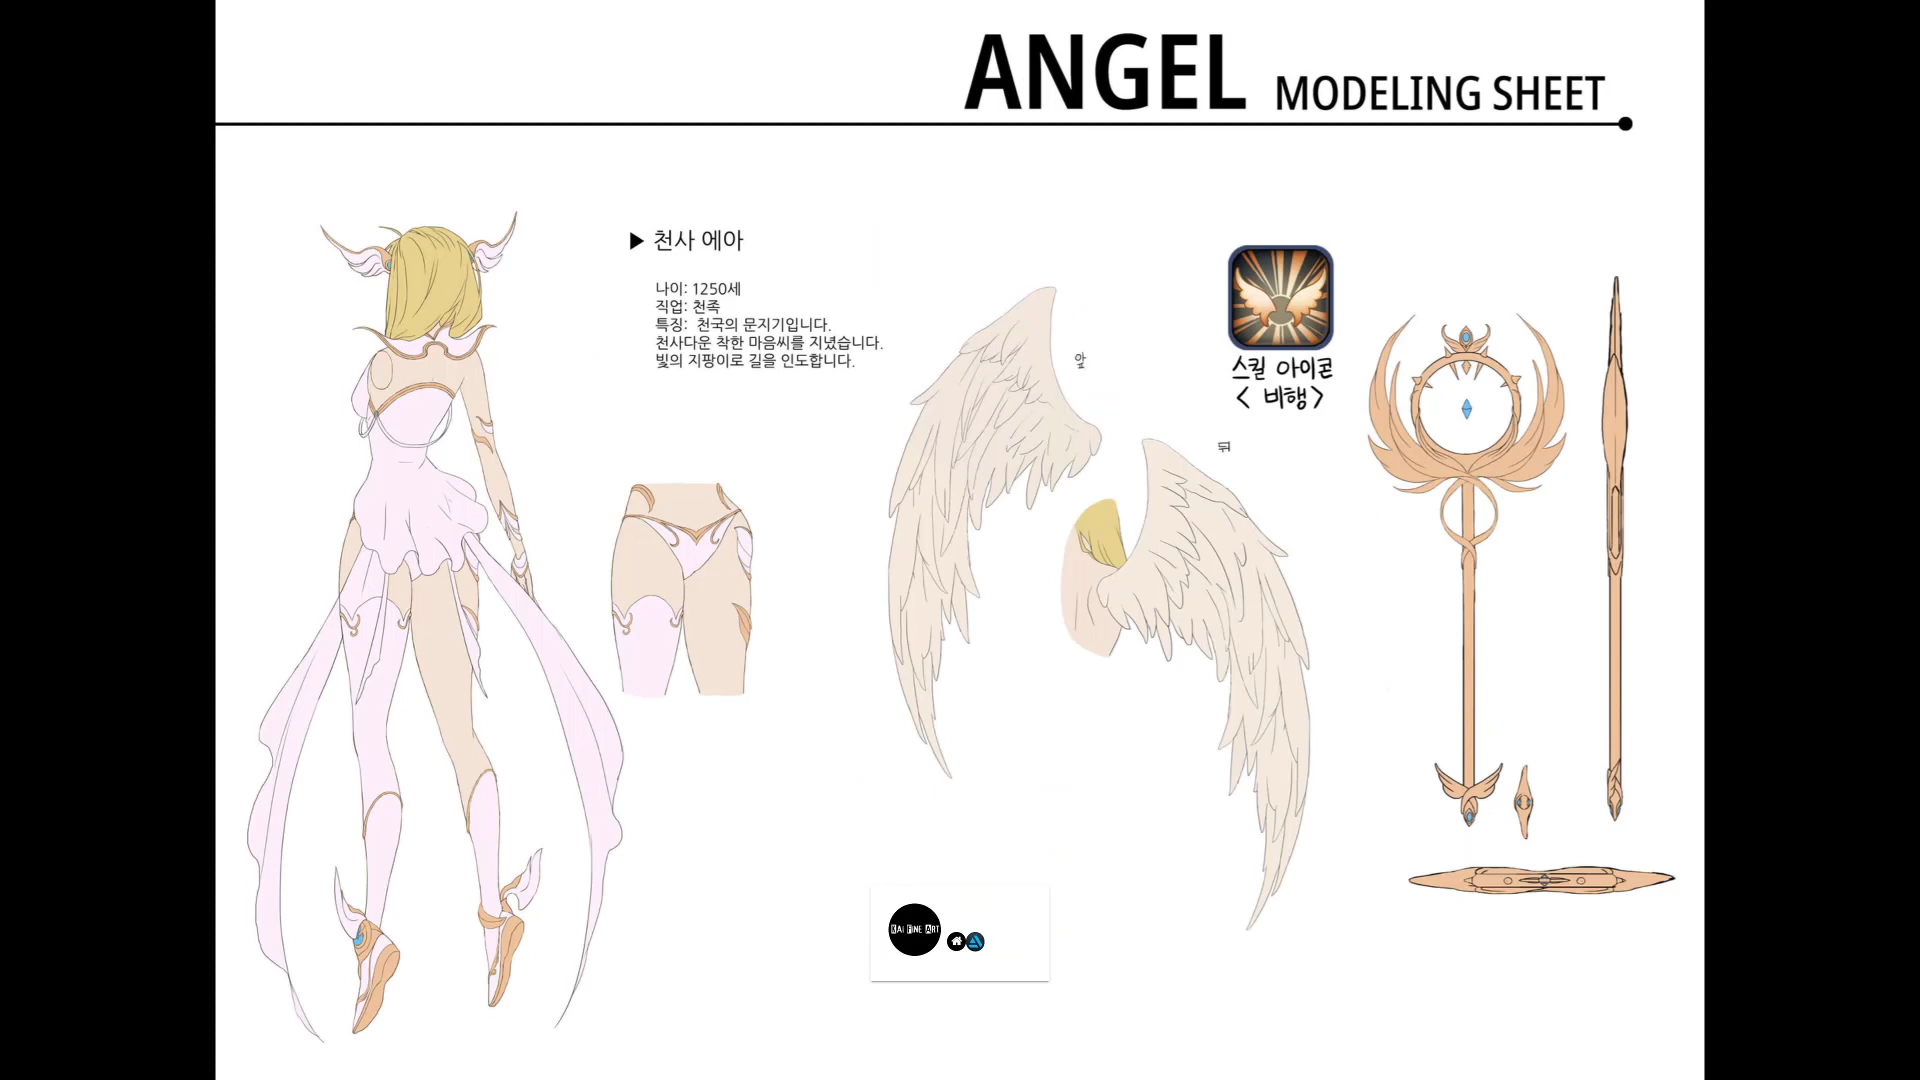 ANGEL MODELING SHEET
▶ 천사 에아
나이: 1250세
직업: 천족
특징: 천국의 문지기입니다.
천사다운 착한 마음씨를 지녔습니다.
빛의 지팡이로 길을 인도합니다.
앞
스킬 아이콘
< 비행 >
뒤
KAI FINE ART